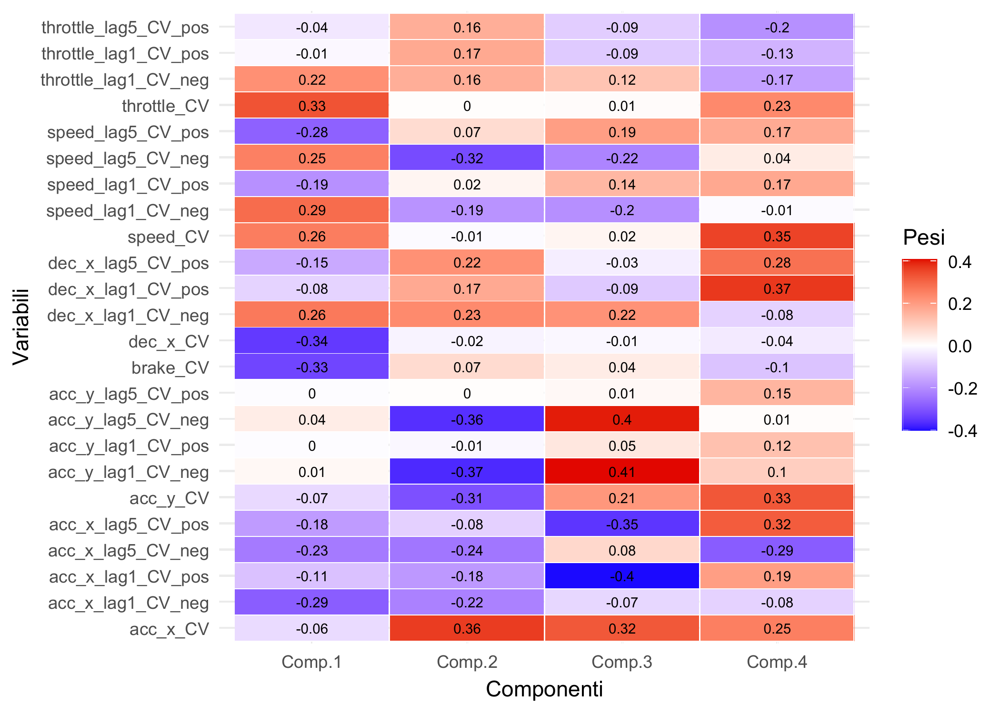 throttle_lag5_CV_pos -0.04 0.16 -0.09 -0.2
throttle_lag1_CV_pos -0.01 0.17 -0.09 -0.13
throttle_lag1_CV_neg 0.22 0.16 0.12 -0.17
throttle_CV 0.33 0 0.01 0.23
speed_lag5_CV_pos -0.28 0.07 0.19 0.17
speed_lag5_CV_neg 0.25 -0.32 -0.22 0.04
speed_lag1_CV_pos -0.19 0.02 0.14 0.17
speed_lag1_CV_neg 0.29 -0.19 -0.2 -0.01
speed_CV 0.26 -0.01 0.02 0.35
dec_x_lag5_CV_pos -0.15 0.22 -0.03 0.28
dec_x_lag1_CV_pos -0.08 0.17 -0.09 0.37
dec_x_lag1_CV_neg 0.26 0.23 0.22 -0.08
dec_x_CV -0.34 -0.02 -0.01 -0.04
brake_CV -0.33 0.07 0.04 -0.1
acc_y_lag5_CV_pos 0 0 0.01 0.15
acc_y_lag5_CV_neg 0.04 -0.36 0.4 0.01
acc_y_lag1_CV_pos 0 -0.01 0.05 0.12
acc_y_lag1_CV_neg 0.01 -0.37 0.41 0.1
acc_y_CV -0.07 -0.31 0.21 0.33
acc_x_lag5_CV_pos -0.18 -0.08 -0.35 0.32
acc_x_lag5_CV_neg -0.23 -0.24 0.08 -0.29
acc_x_lag1_CV_pos -0.11 -0.18 -0.4 0.19
acc_x_lag1_CV_neg -0.29 -0.22 -0.07 -0.08
acc_x_CV -0.06 0.36 0.32 0.25
Comp.1 Comp.2 Comp.3 Comp.4
Componenti
Variabili
Pesi
0.4
0.2
0.0
-0.2
-0.4